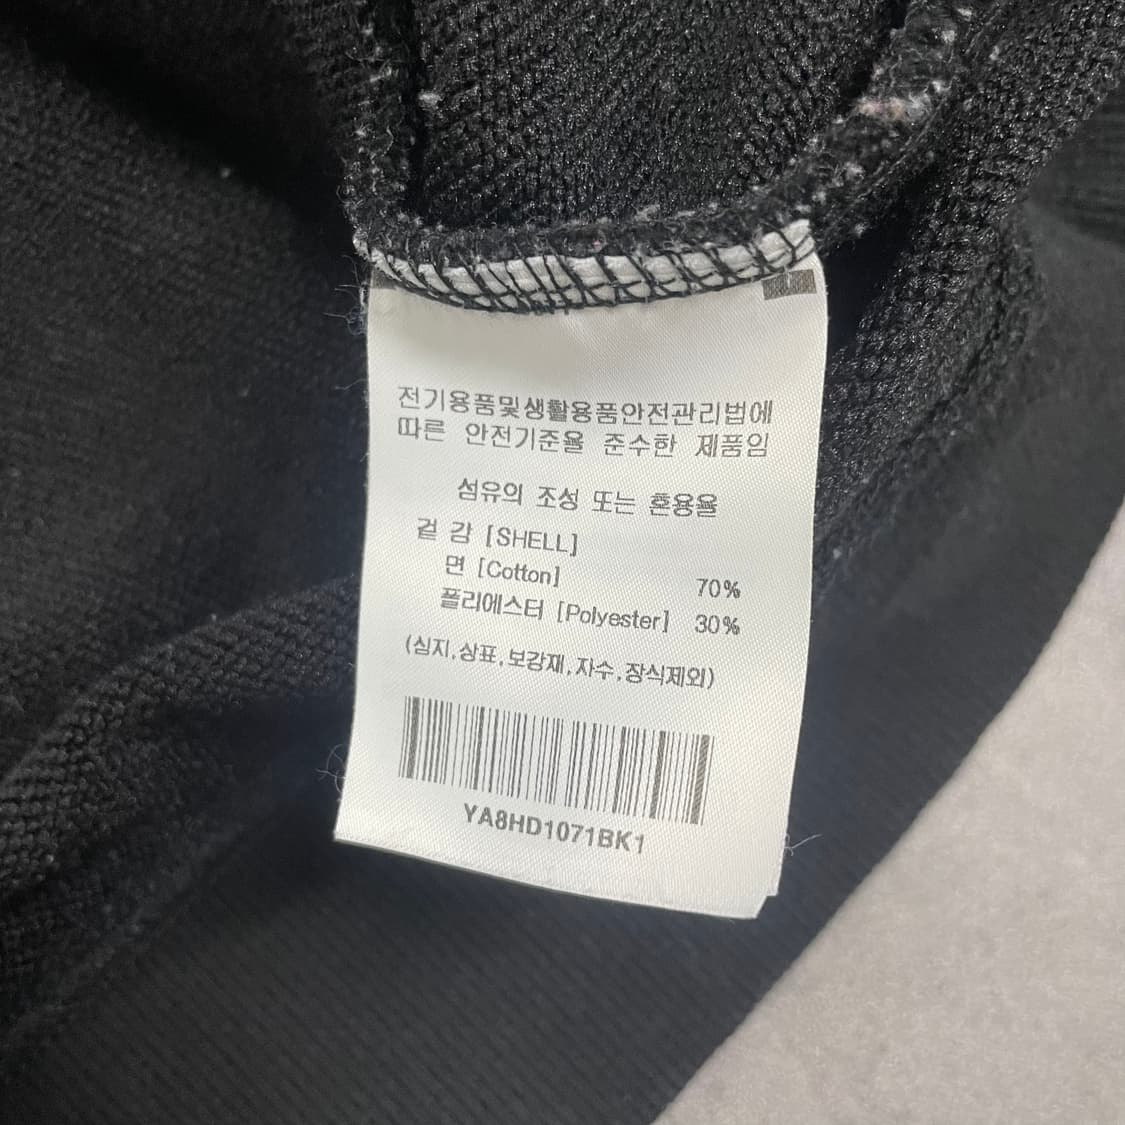 전기용품및생활용품안전관리법에
따른 안전기준율 준수한 제품임
섬유의 조성 또는 혼용율
겉 감 [SHELL]
면 [Cotton] 70%
폴리에스터 [Polyester] 30%
(심지,상표,보강재,자수,장식제외)
YA8HD1071BK1